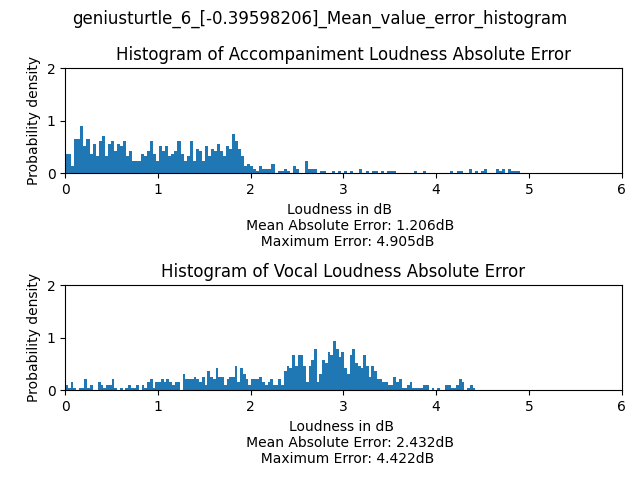 geniusturtle_6_[-0.39598206]_Mean_value_error_histogram
Histogram of Accompaniment Loudness Absolute Error
Probability density
2
1
0
0 1 2 3 4 5 6
Loudness in dB
Mean Absolute Error: 1.206dB
Maximum Error: 4.905dB
Histogram of Vocal Loudness Absolute Error
Probability density
2
1
0
0 1 2 3 4 5 6
Loudness in dB
Mean Absolute Error: 2.432dB
Maximum Error: 4.422dB